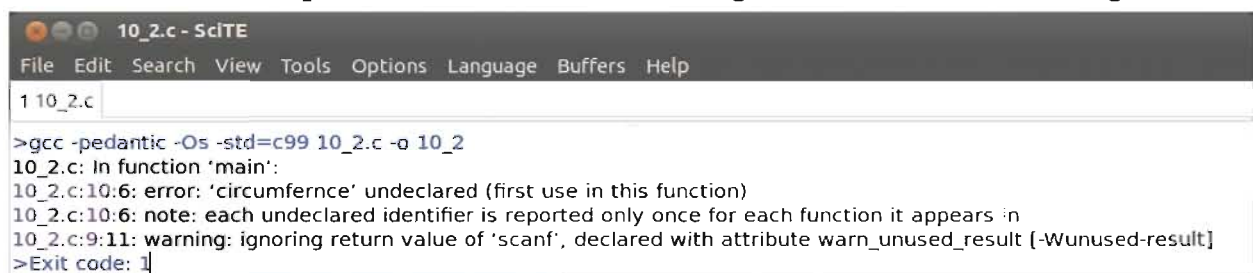 10_2.c - SciTE
File Edit Search View Tools Options Language Buffers Help
1 10_2.c
>gcc -pedantic -Os -std=c99 10_2.c -o 10_2
10_2.c: In function ‘main’:
10_2.c:10:6: error: ‘circumfernce’ undeclared (first use in this function)
10_2.c:10:6: note: each undeclared identifier is reported only once for each function it appears in
10_2.c:9:11: warning: ignoring return value of ‘scanf’, declared with attribute warn_unused_result [-Wunused-result]
>Exit code: 1